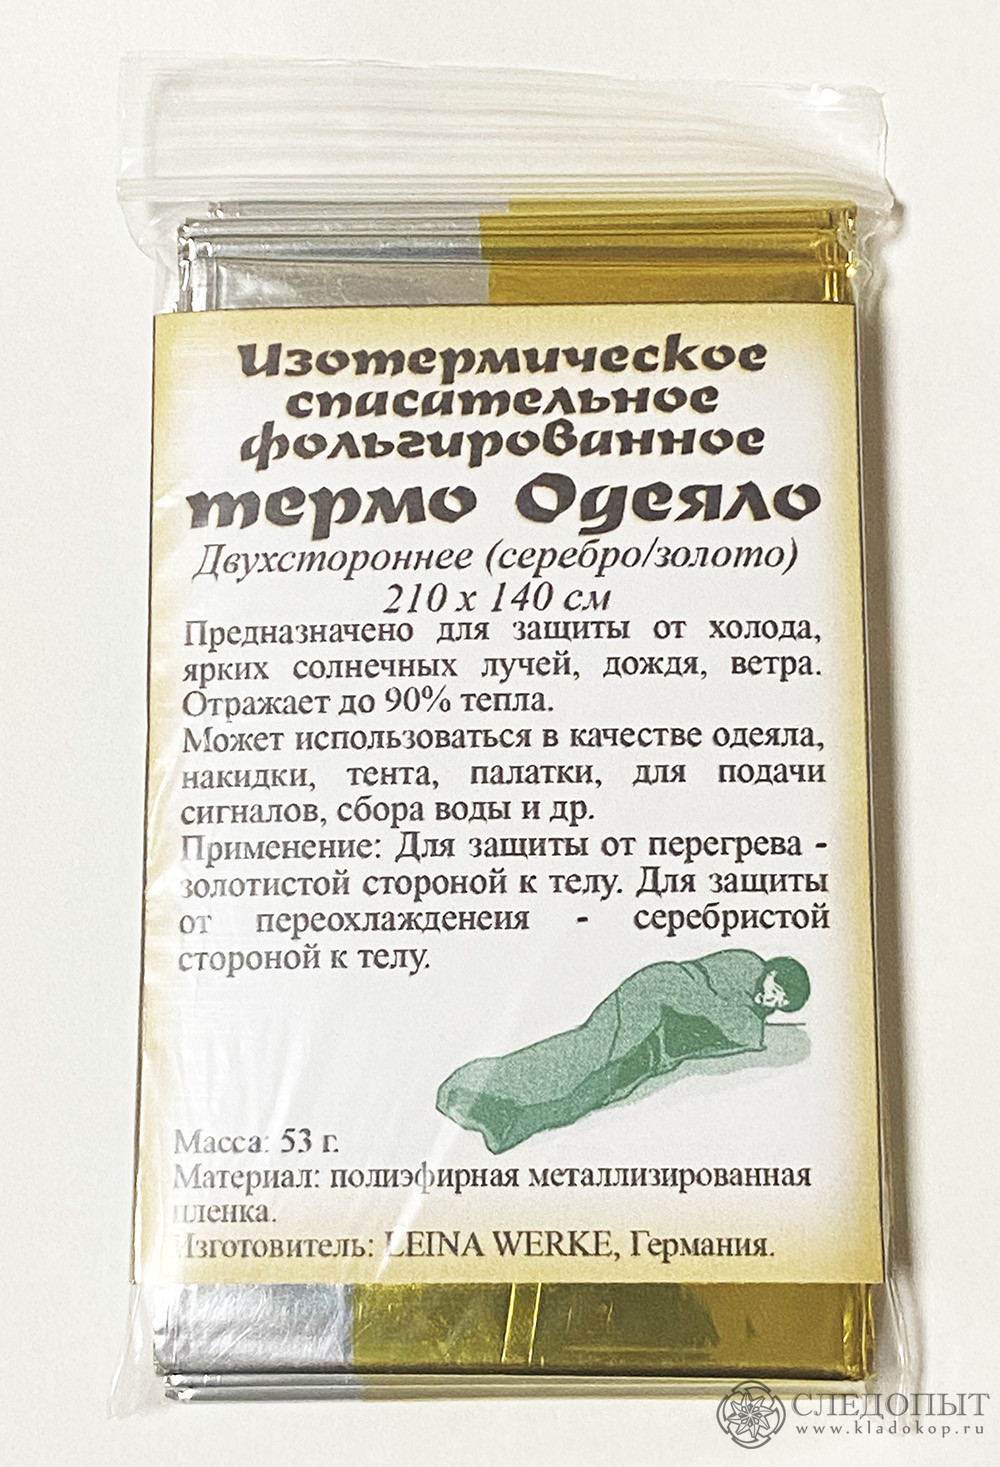 Изотермическое
спасательное
фольгированное
термо Одеяло
Двухстороннее (серебро/золото)
210 х 140 см
Предназначено для защиты от холода,
ярких солнечных лучей, дождя, ветра.
Отражает до 90% тепла.
Может использоваться в качестве одеяла,
накидки, тента, палатки, для подачи
сигналов, сбора воды и др.
Применение: Для защиты от перегрева -
золотистой стороной к телу. Для защиты
от переохлажденеия - серебристой
стороной к телу.
Масса: 53 г.
Материал: полиэфирная металлизированная
пленка.
Изготовитель: LEINA WERKE, Германия.
СЛЕДОПЫТ
www.kladokop.ru